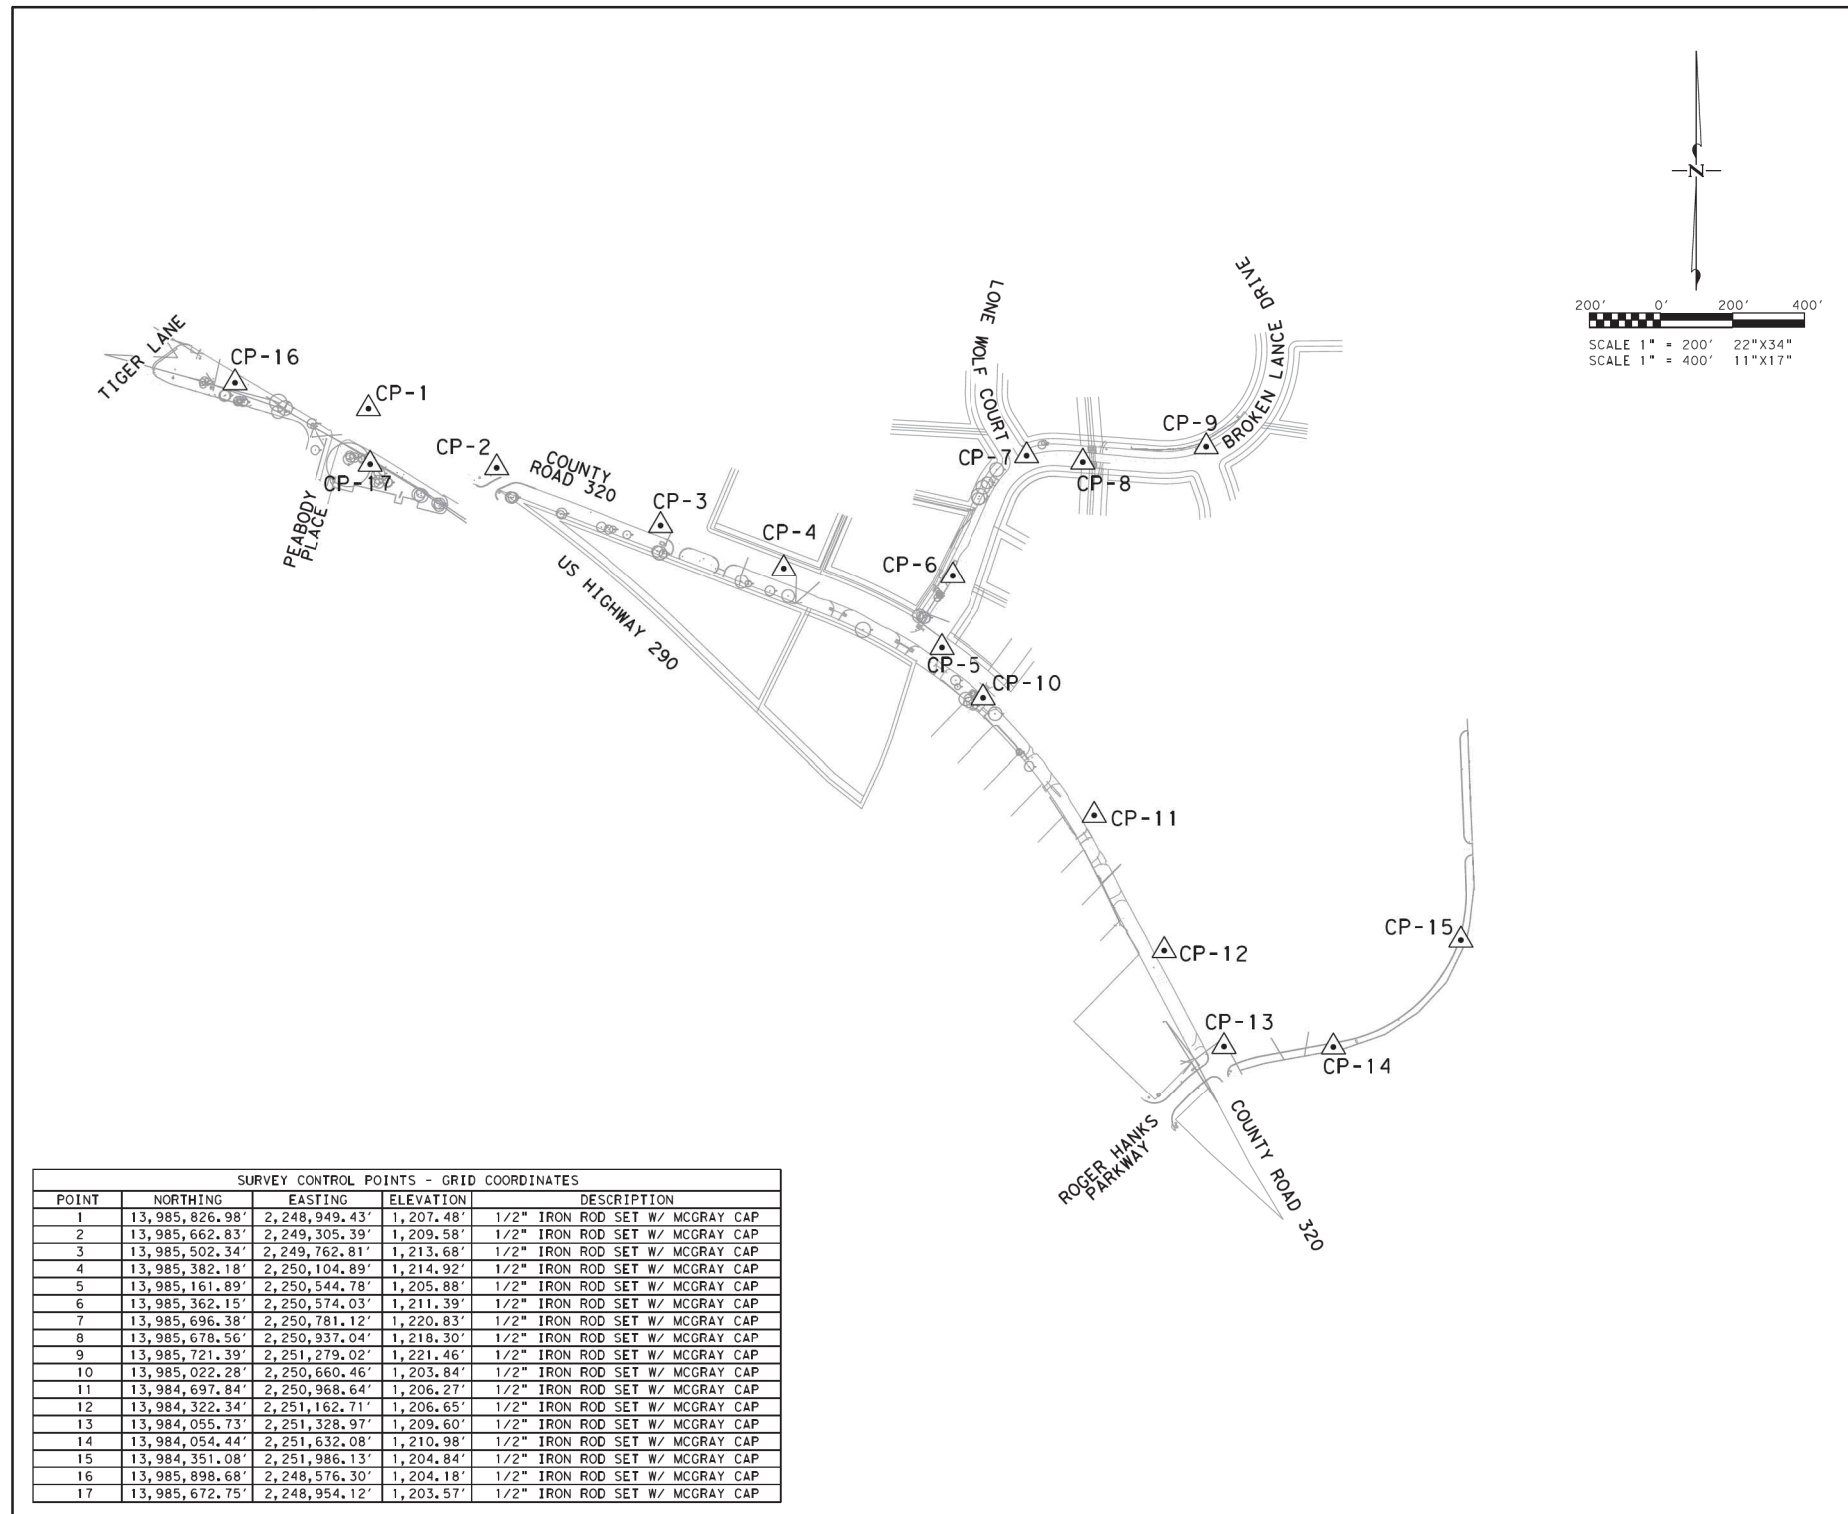 N
200' 0' 200' 400'
SCALE 1" = 200' 22"X34"
SCALE 1" = 400' 11"X17"
TIGER LANE
CP-16
CP-1
CP-17
PEABODY
PLACE
CP-2
COUNTY
ROAD 320
CP-3
CP-4
US HIGHWAY 290
LONE WOLF COURT
BROKEN LANCE DRIVE
CP-9
CP-7
CP-8
CP-6
CP-5
CP-10
CP-11
CP-12
CP-15
CP-13
CP-14
ROGER HANKS
PARKWAY
COUNTY ROAD 320
SURVEY CONTROL POINTS - GRID COORDINATES
POINT NORTHING EASTING ELEVATION DESCRIPTION
1 13,985,826.98' 2,248,949.43' 1,207.48' 1/2" IRON ROD SET W/ MCGRAY CAP
2 13,985,662.83' 2,249,305.39' 1,209.58' 1/2" IRON ROD SET W/ MCGRAY CAP
3 13,985,502.34' 2,249,762.81' 1,213.68' 1/2" IRON ROD SET W/ MCGRAY CAP
4 13,985,382.18' 2,250,104.89' 1,214.92' 1/2" IRON ROD SET W/ MCGRAY CAP
5 13,985,161.89' 2,250,544.78' 1,205.88' 1/2" IRON ROD SET W/ MCGRAY CAP
6 13,985,362.15' 2,250,574.03' 1,211.39' 1/2" IRON ROD SET W/ MCGRAY CAP
7 13,985,696.38' 2,250,781.12' 1,220.83' 1/2" IRON ROD SET W/ MCGRAY CAP
8 13,985,678.56' 2,250,937.04' 1,218.30' 1/2" IRON ROD SET W/ MCGRAY CAP
9 13,985,721.39' 2,251,279.02' 1,221.46' 1/2" IRON ROD SET W/ MCGRAY CAP
10 13,985,022.28' 2,250,660.46' 1,203.84' 1/2" IRON ROD SET W/ MCGRAY CAP
11 13,984,697.84' 2,250,968.64' 1,206.27' 1/2" IRON ROD SET W/ MCGRAY CAP
12 13,984,322.34' 2,251,162.71' 1,206.65' 1/2" IRON ROD SET W/ MCGRAY CAP
13 13,984,055.73' 2,251,328.97' 1,209.60' 1/2" IRON ROD SET W/ MCGRAY CAP
14 13,984,054.44' 2,251,632.08' 1,210.98' 1/2" IRON ROD SET W/ MCGRAY CAP
15 13,984,351.08' 2,251,986.13' 1,204.84' 1/2" IRON ROD SET W/ MCGRAY CAP
16 13,985,898.68' 2,248,576.30' 1,204.18' 1/2" IRON ROD SET W/ MCGRAY CAP
17 13,985,672.75' 2,248,954.12' 1,203.57' 1/2" IRON ROD SET W/ MCGRAY CAP